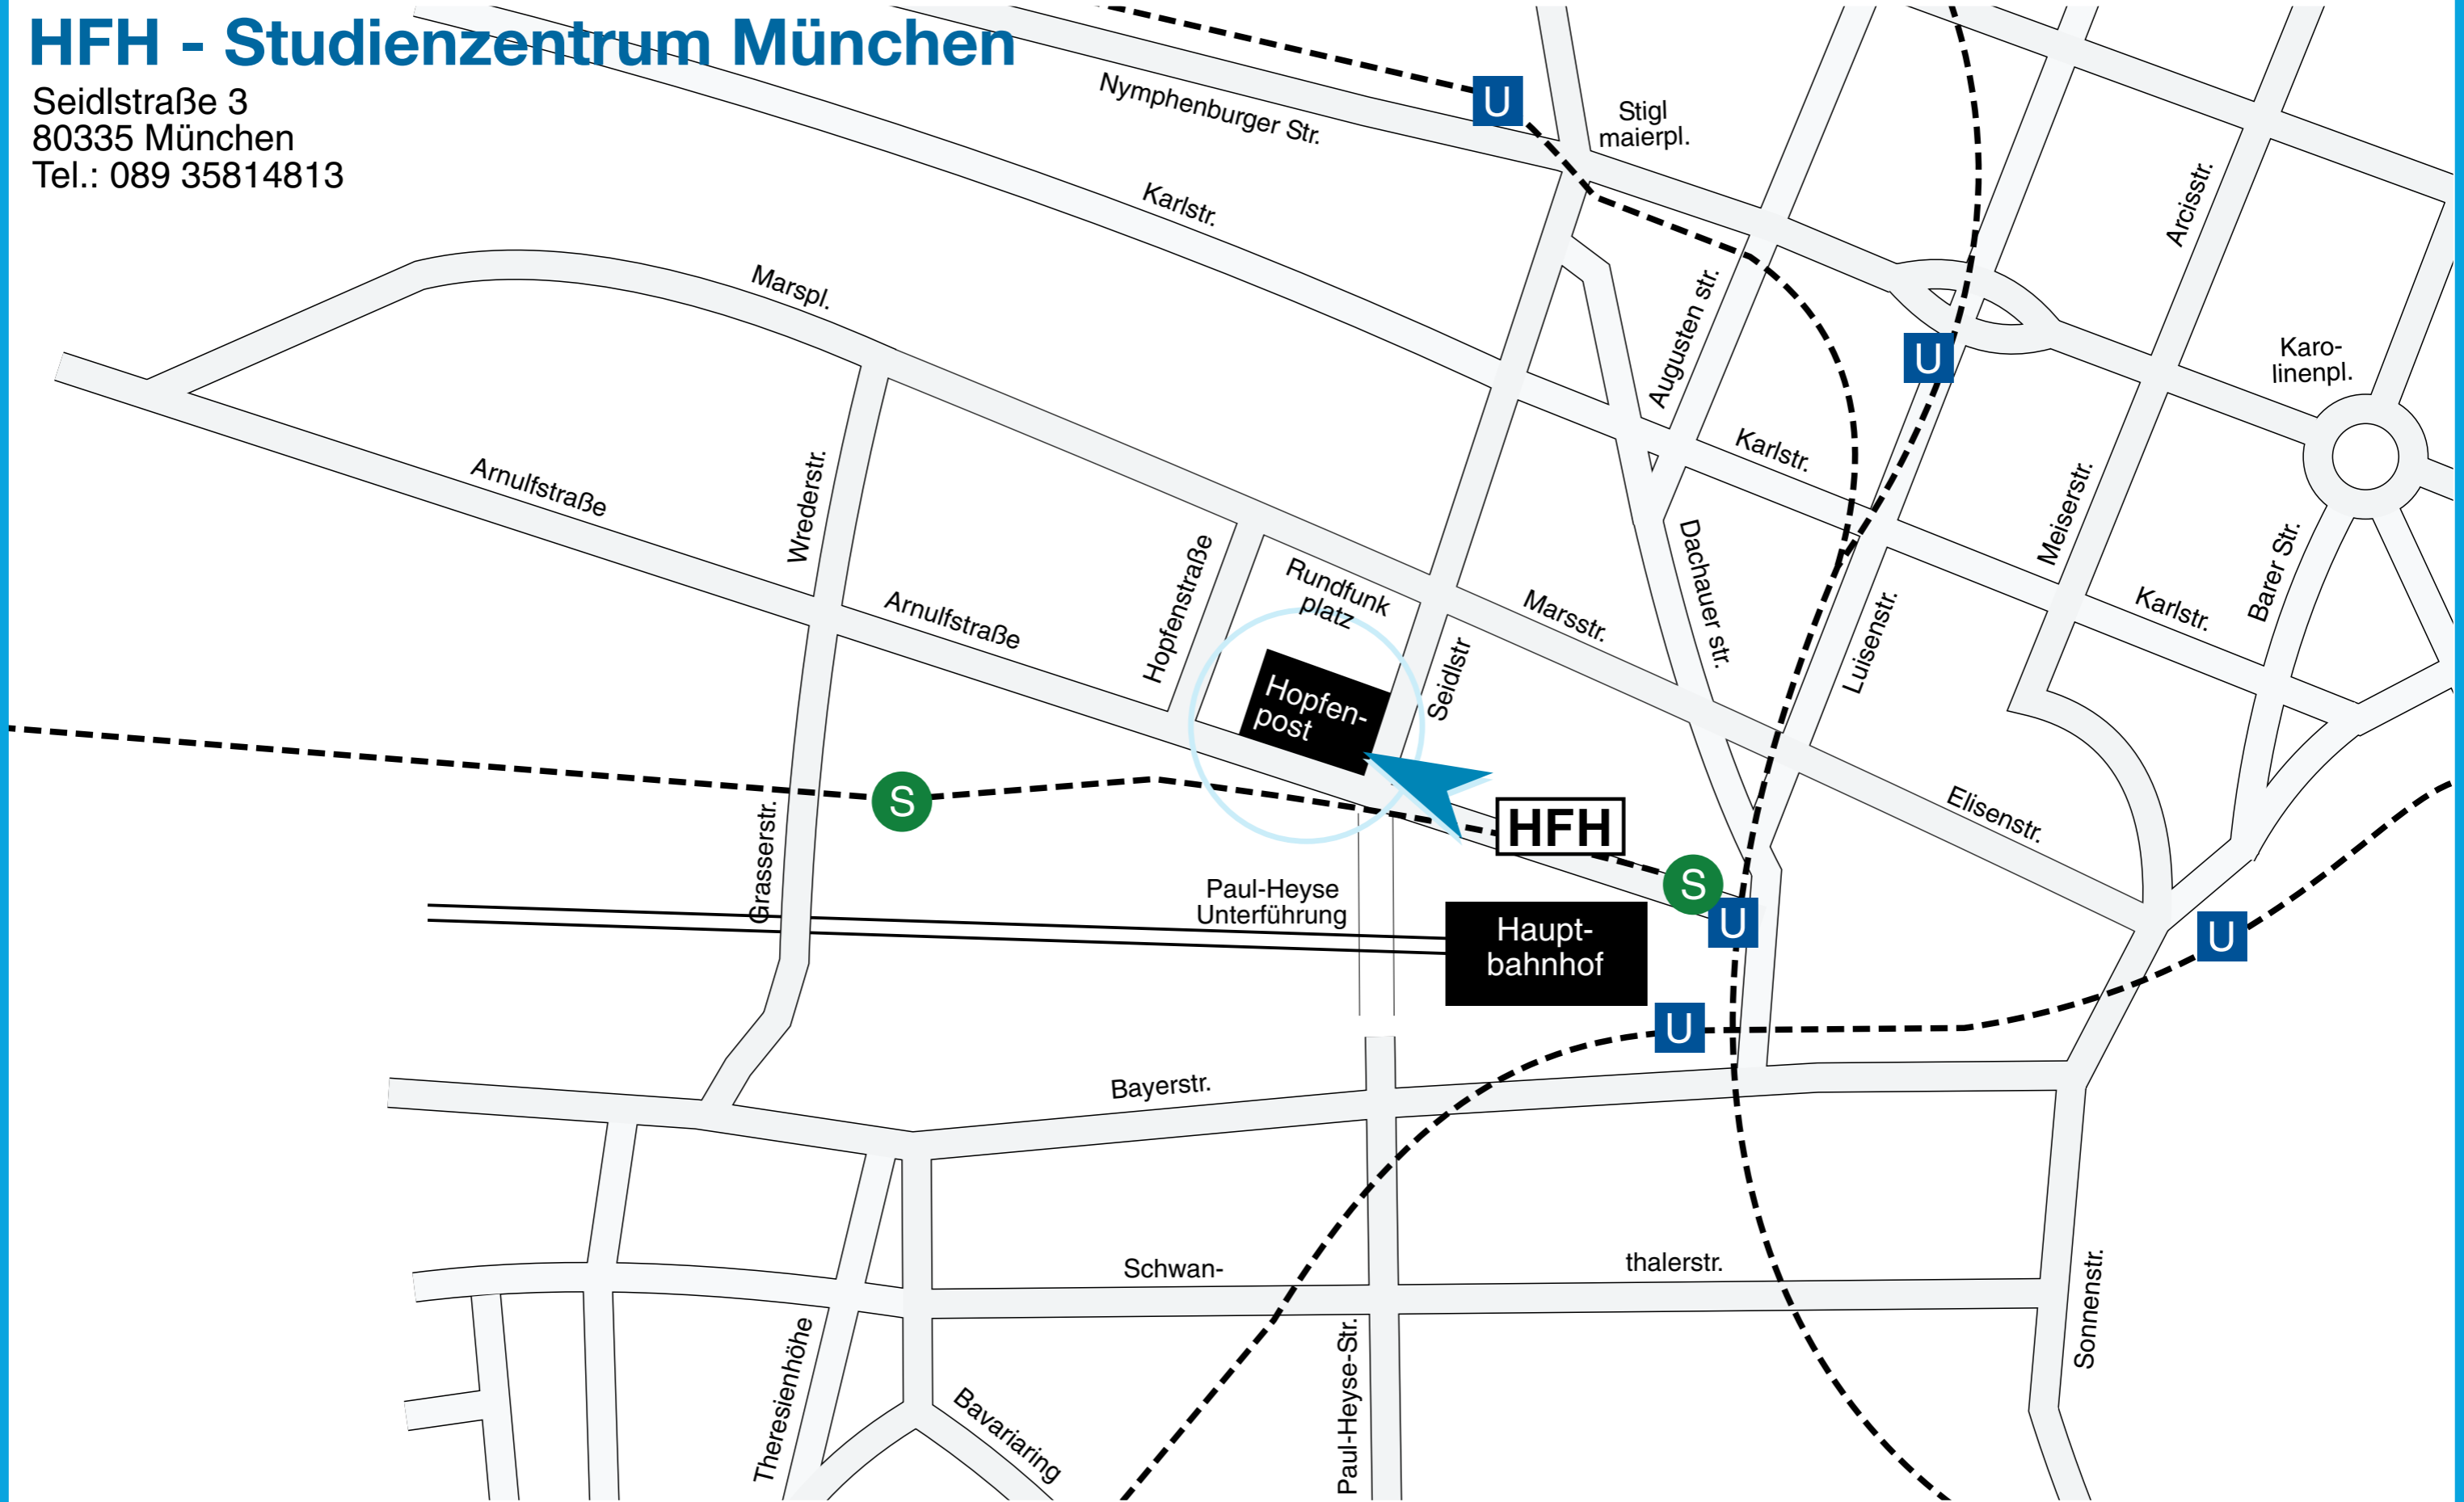 HFH - Studienzentrum München
Seidlstraße 3
80335 München
Tel.: 089 35814813
Nymphenburger Str.
U
Stigl
maierpl.
Karlstr.
Arcisstr.
Marspl.
Augusten str.
U
Karo-
linenpl.
Karlstr.
Arnulfstraße
Wrederstr.
Meiserstr.
Hopfenstraße
Rundfunk
platz
Dachauer str.
Barer Str.
Arnulfstraße
Marsstr.
Luisenstr.
Karlstr.
Seidlstr
Hopfen-
post
S
Elisenstr.
HFH
Grasserstr.
S
Paul-Heyse
Unterführung
U
Haupt-
bahnhof
U
U
Bayerstr.
Schwan-
thalerstr.
Sonnenstr.
Theresienhöhe
Paul-Heyse-Str.
Bavariaring